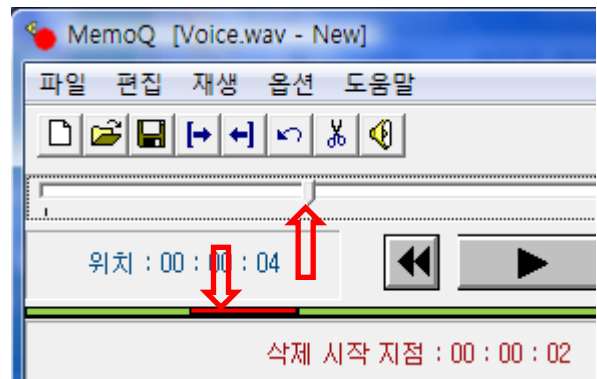 MemoQ [Voice.wav - New]
파일 편집 재생 옵션 도움말
위치 : 00 : 00 : 04
삭제 시작 지점 : 00 : 00 : 02